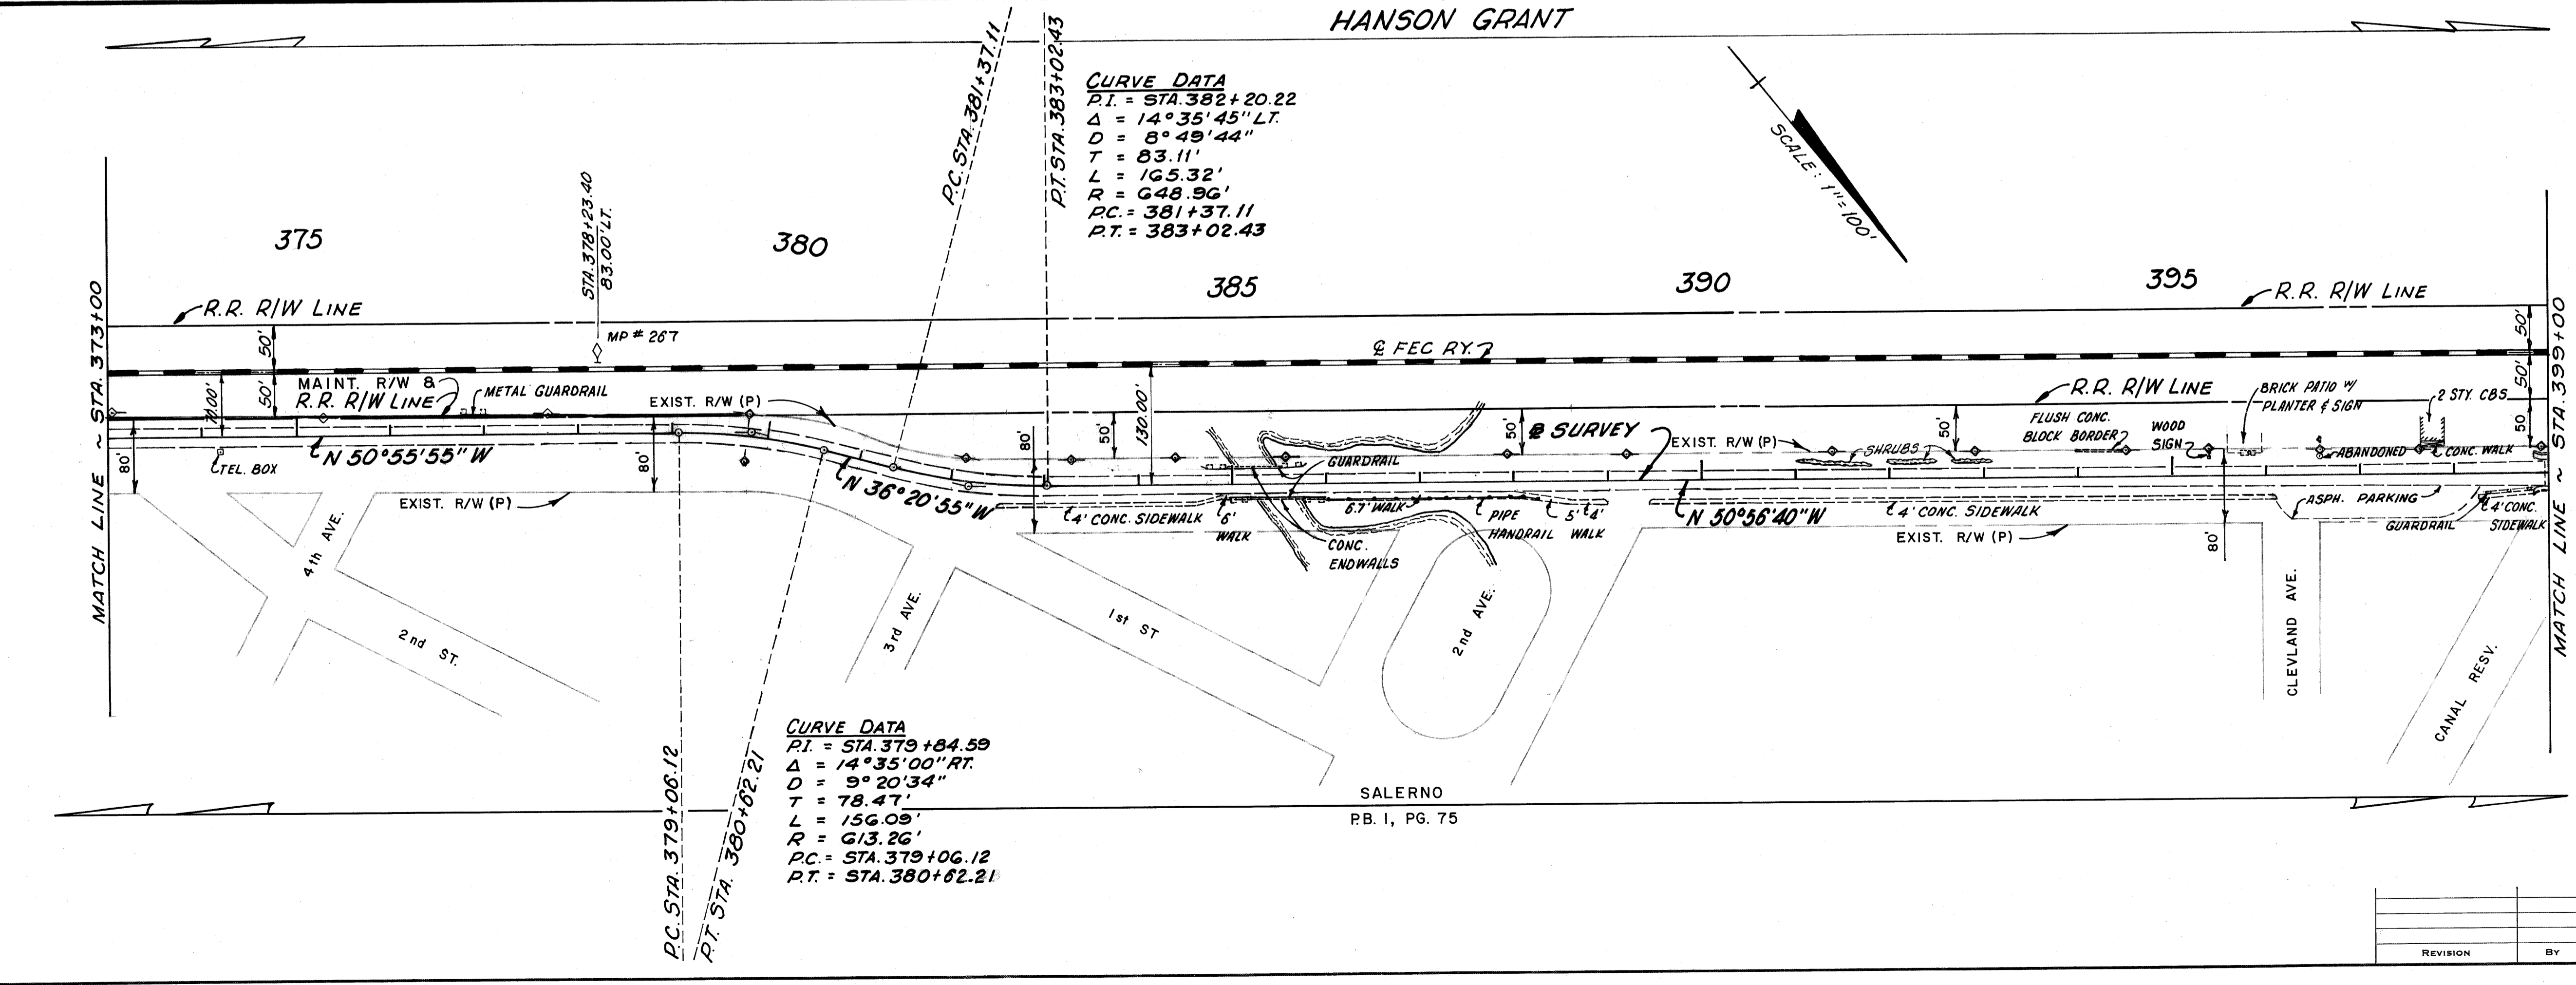 HANSON GRANT
P.C. STA. 381+37.11
P.T. STA. 383+02.43
CURVE DATA
P.I. = STA. 382+20.22
Δ = 14°35'45" LT.
D = 8°49'44"
T = 83.11'
L = 165.32'
R = 648.96'
P.C. = 381+37.11
P.T. = 383+02.43
SCALE: 1"=100'
STA. 378+23.40
83.00' LT.
375
380
385
390
395
MATCH LINE ~ STA. 373+00
R.R. R/W LINE
50'
MP # 267
℄ FEC RY.
R.R. R/W LINE
50'
MATCH LINE ~ STA. 399+00
70.00'
50'
MAINT. R/W &
R.R. R/W LINE
METAL GUARDRAIL
EXIST. R/W (P)
130.00'
50'
50'
50'
50'
50
R.R. R/W LINE
BRICK PATIO W/
PLANTER & SIGN
2 STY. CBS
FLUSH CONC.
BLOCK BORDER
WOOD
SIGN
B SURVEY
EXIST. R/W (P)
SHRUBS
ABANDONED
CONC. WALK
80'
TEL. BOX
N 50°55'55" W
80'
EXIST. R/W (P)
N 36°20'55" W
80'
4' CONC. SIDEWALK
6'
WALK
GUARDRAIL
6.7' WALK
CONC.
ENDWALLS
PIPE
HANDRAIL
5'
4'
WALK
N 50°56'40" W
4' CONC. SIDEWALK
EXIST. R/W (P)
80'
ASPH. PARKING
GUARDRAIL
4' CONC.
SIDEWALK
4th AVE.
2nd ST.
3rd AVE.
1st ST
2nd AVE.
CLEVLAND AVE.
CANAL RESV.
P.C. STA. 379+06.12
P.T. STA. 380+62.21
CURVE DATA
P.I. = STA. 379+84.59
Δ = 14°35'00" RT.
D = 9°20'34"
T = 78.47'
L = 156.09'
R = 613.26'
P.C. = STA. 379+06.12
P.T. = STA. 380+62.21
SALERNO
P.B. 1, PG. 75
REVISION
BY